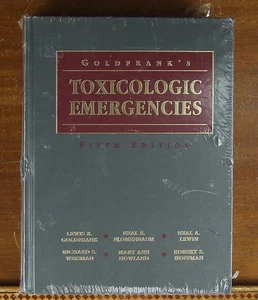 GOLDFRANK'S
TOXICOLOGIC
EMERGENCIES
FIFTH EDITION
LEWIS R. GOLDFRANK
NEAL E. FLOMENBAUM
NEAL A. LEWIN
RICHARD S. WEISMAN
MARY ANN HOWLAND
ROBERT S. HOFFMAN